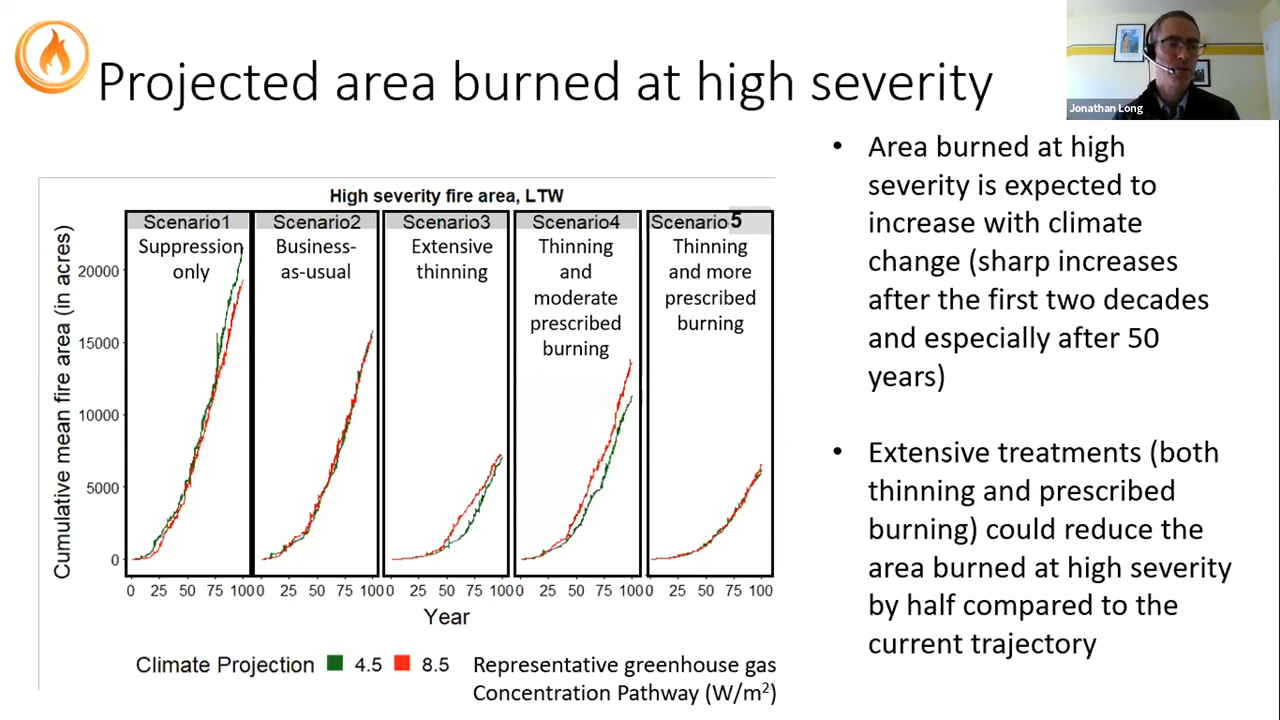 Projected area burned at high severity
Jonathan Long
High severity fire area, LTW
Scenario1
Suppression
only
Scenario2
Business-
as-usual
Scenario3
Extensive
thinning
Scenario4
Thinning
and
moderate
prescribed
burning
Scenario 5
Thinning
and more
prescribed
burning
Cumulative mean fire area (in acres)
20000
15000
10000
5000
0
0 25 50 75 100
0 25 50 75 100
0 25 50 75 100
0 25 50 75 100
0 25 50 75 100
Year
Climate Projection 4.5 8.5
Representative greenhouse gas
Concentration Pathway (W/m²)
• Area burned at high
severity is expected to
increase with climate
change (sharp increases
after the first two decades
and especially after 50
years)
• Extensive treatments (both
thinning and prescribed
burning) could reduce the
area burned at high severity
by half compared to the
current trajectory